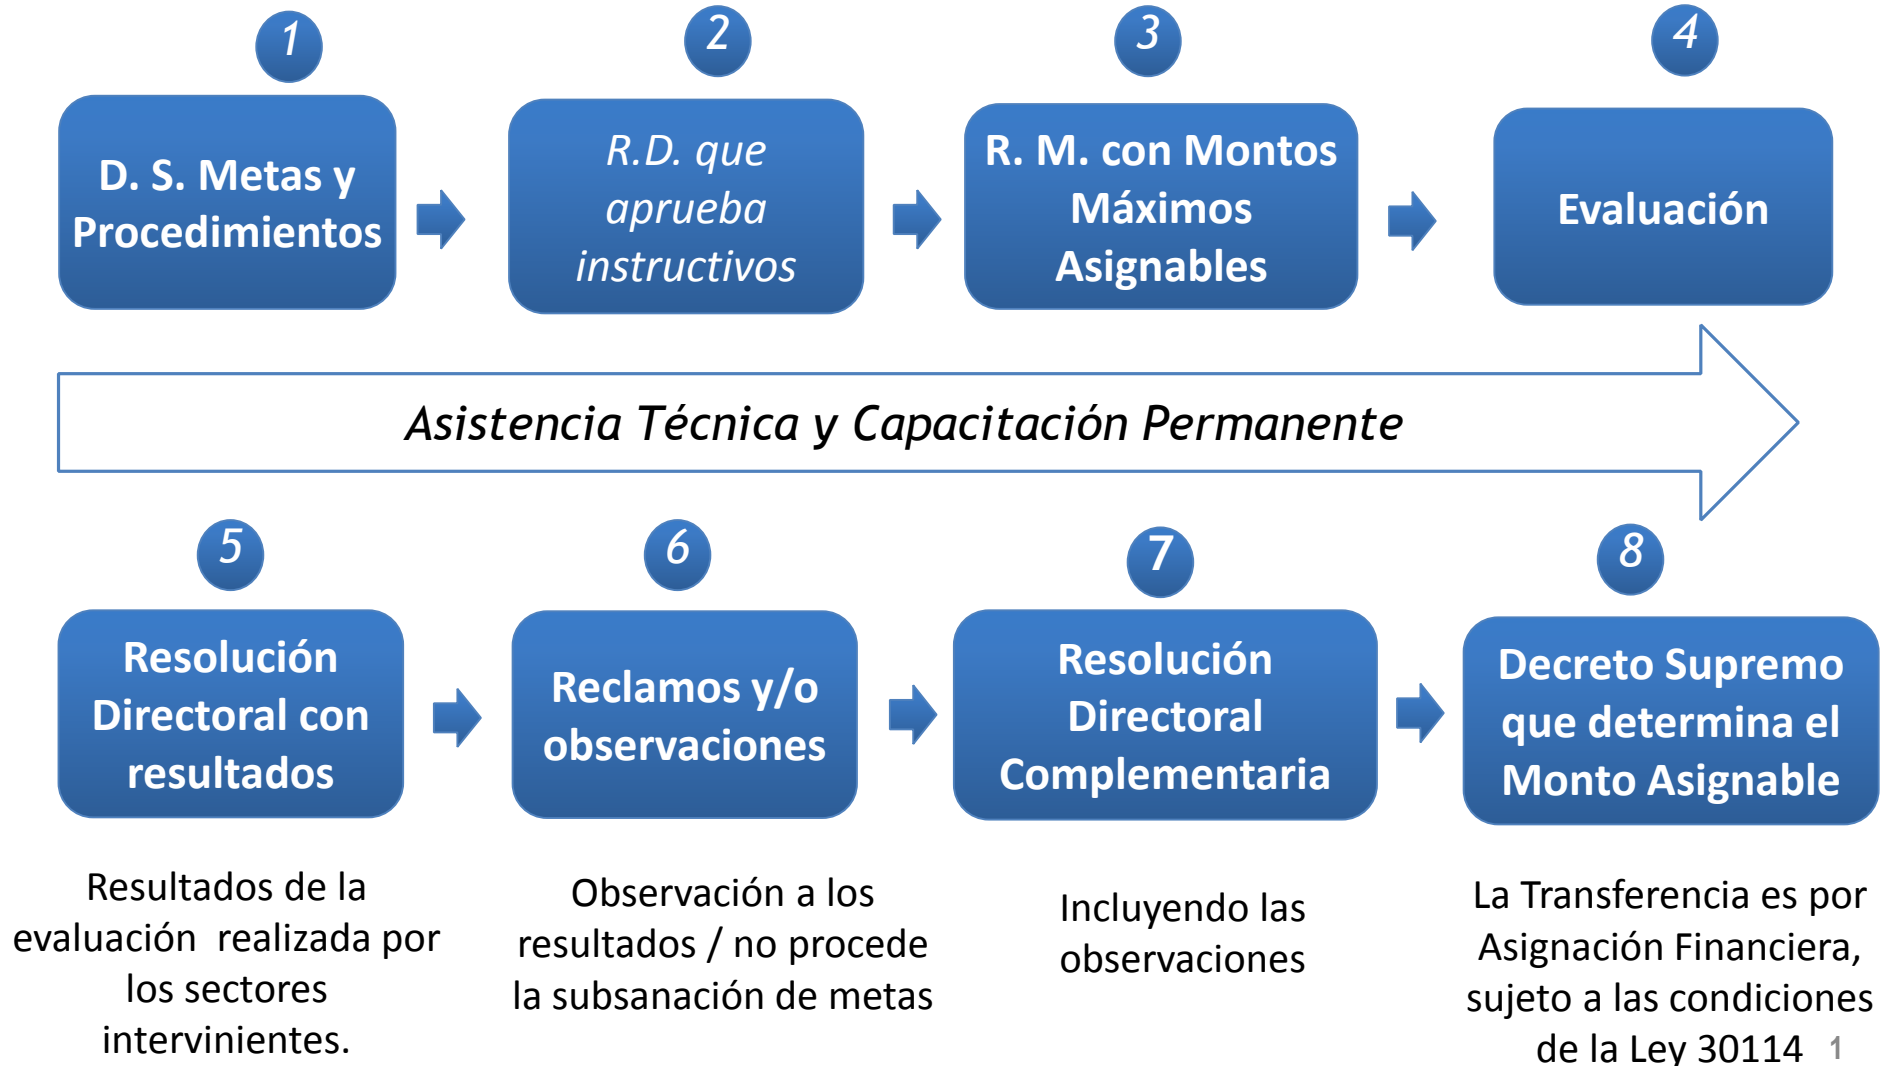 1
2
3
4
D. S. Metas y
Procedimientos
R.D. que
aprueba
instructivos
R. M. con Montos
Máximos
Asignables
Evaluación
Asistencia Técnica y Capacitación Permanente
5
6
7
8
Resolución
Directoral con
resultados
Reclamos y/o
observaciones
Resolución
Directoral
Complementaria
Decreto Supremo
que determina el
Monto Asignable
Resultados de la
evaluación realizada por
los sectores
intervinientes.
Observación a los
resultados / no procede
la subsanación de metas
Incluyendo las
observaciones
La Transferencia es por
Asignación Financiera,
sujeto a las condiciones
de la Ley 30114
1